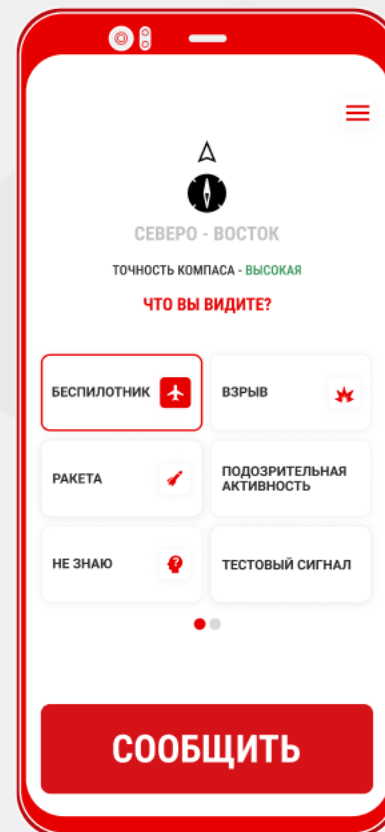 СЕВЕРО - ВОСТОК
ТОЧНОСТЬ КОМПАСА - ВЫСОКАЯ
ЧТО ВЫ ВИДИТЕ?
БЕСПИЛОТНИК
ВЗРЫВ
РАКЕТА
ПОДОЗРИТЕЛЬНАЯ
АКТИВНОСТЬ
НЕ ЗНАЮ
ТЕСТОВЫЙ СИГНАЛ
СООБЩИТЬ